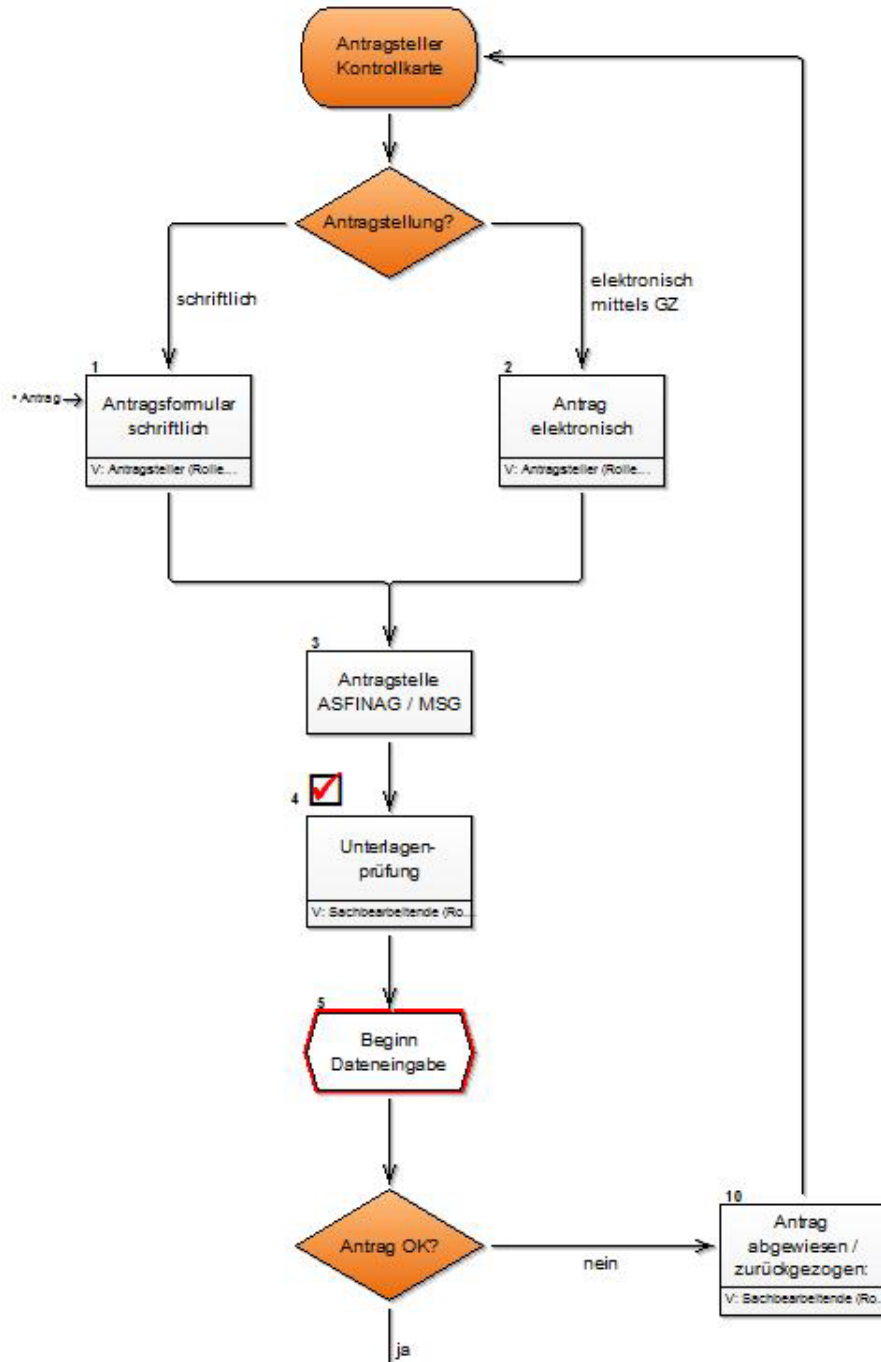 Antragsteller
Kontrollkarte
Antragstellung?
schriftlich
elektronisch
mittels GZ
1
• Antrag
Antragsformular
schriftlich
V: Antragsteller (Rolle...
2
Antrag
elektronisch
V: Antragsteller (Rolle...
3
Antragstelle
ASFINAG / MSG
4
Unterlagen-
prüfung
V: Sachbearbeitende (Ro...
5
Beginn
Dateneingabe
Antrag OK?
nein
10
Antrag
abgewiesen /
zurückgezogen:
V: Sachbearbeitende (Ro...
ja